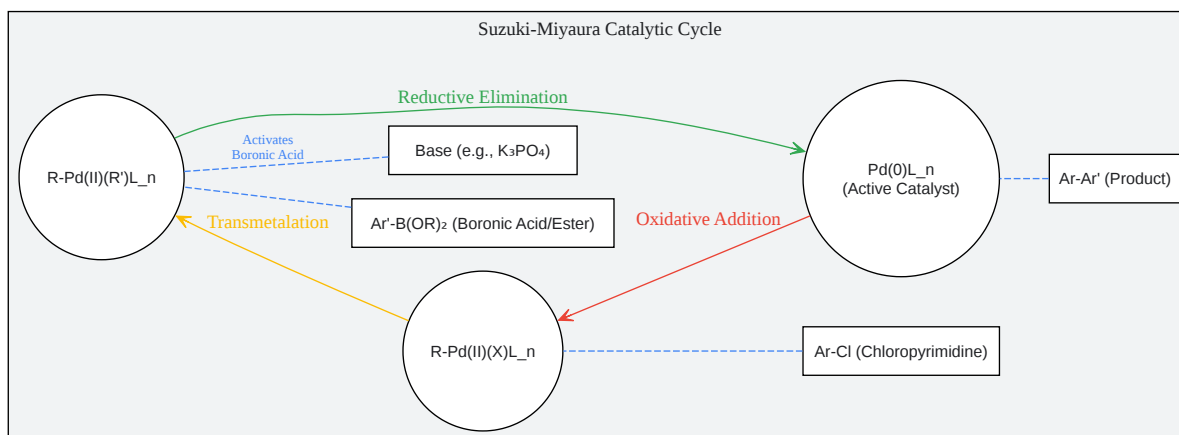 Suzuki-Miyaura Catalytic Cycle
Reductive Elimination
Activates
Boronic Acid
Base (e.g., K₃PO₄)
R-Pd(II)(R')L_n
Pd(0)L_n
(Active Catalyst)
Ar-Ar' (Product)
Transmetalation
Ar'-B(OR)₂ (Boronic Acid/Ester)
Oxidative Addition
R-Pd(II)(X)L_n
Ar-Cl (Chloropyrimidine)